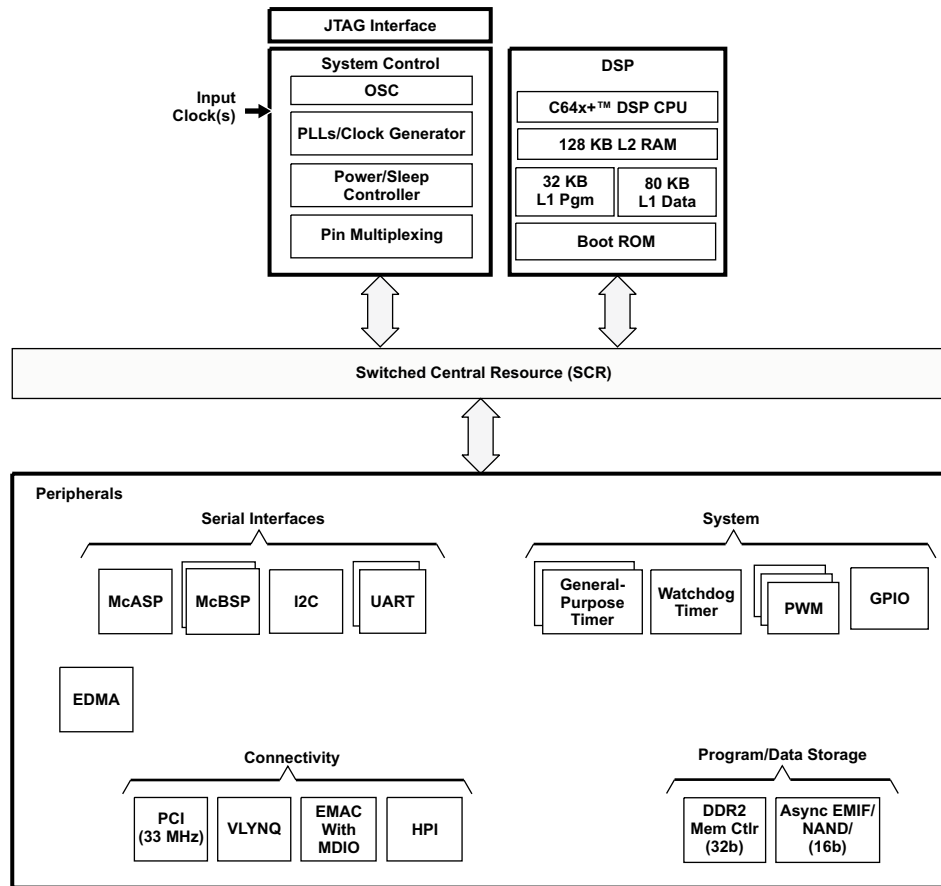 JTAG Interface
System Control
OSC
PLLs/Clock Generator
Power/Sleep
Controller
Pin Multiplexing
Input
Clock(s)
DSP
C64x+™ DSP CPU
128 KB L2 RAM
32 KB
L1 Pgm
80 KB
L1 Data
Boot ROM
Switched Central Resource (SCR)
Peripherals
Serial Interfaces
McASP
McBSP
I2C
UART
System
General-
Purpose
Timer
Watchdog
Timer
PWM
GPIO
EDMA
Connectivity
PCI
(33 MHz)
VLYNQ
EMAC
With
MDIO
HPI
Program/Data Storage
DDR2
Mem Ctlr
(32b)
Async EMIF/
NAND/
(16b)